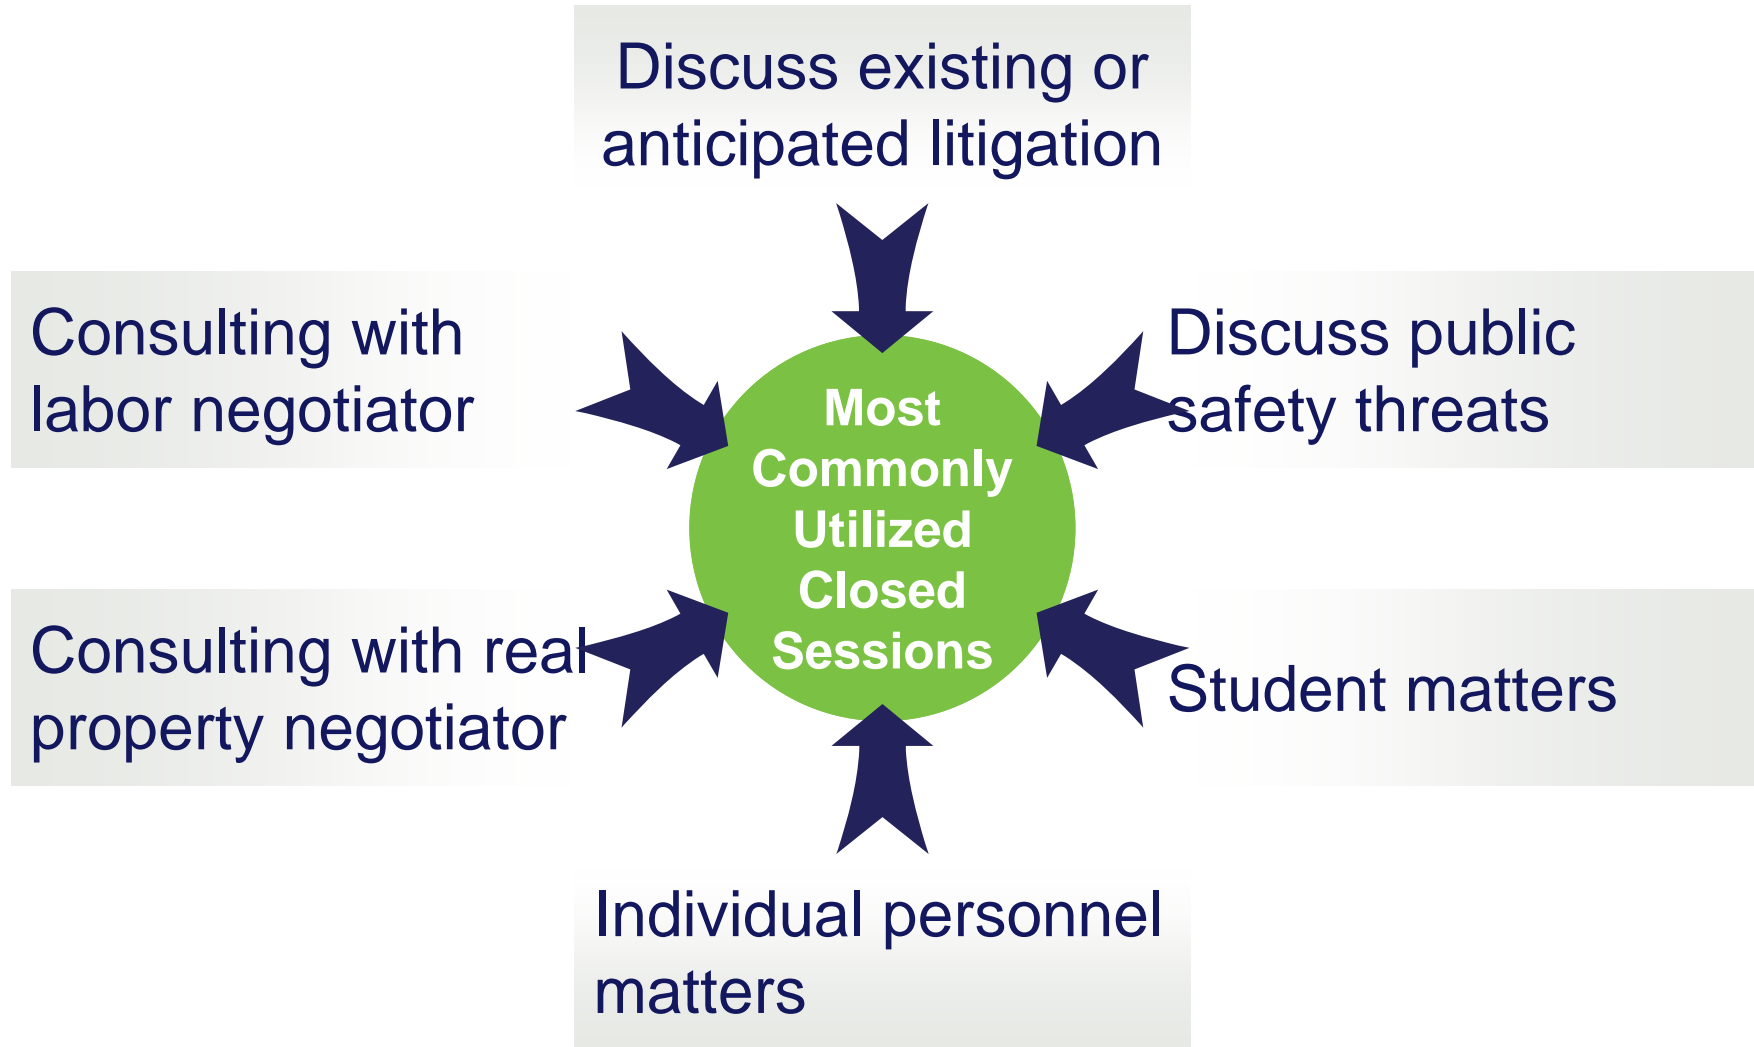 Discuss existing or
anticipated litigation
Consulting with
labor negotiator
Discuss public
safety threats
Most
Commonly
Utilized
Closed
Sessions
Consulting with real
property negotiator
Student matters
Individual personnel
matters